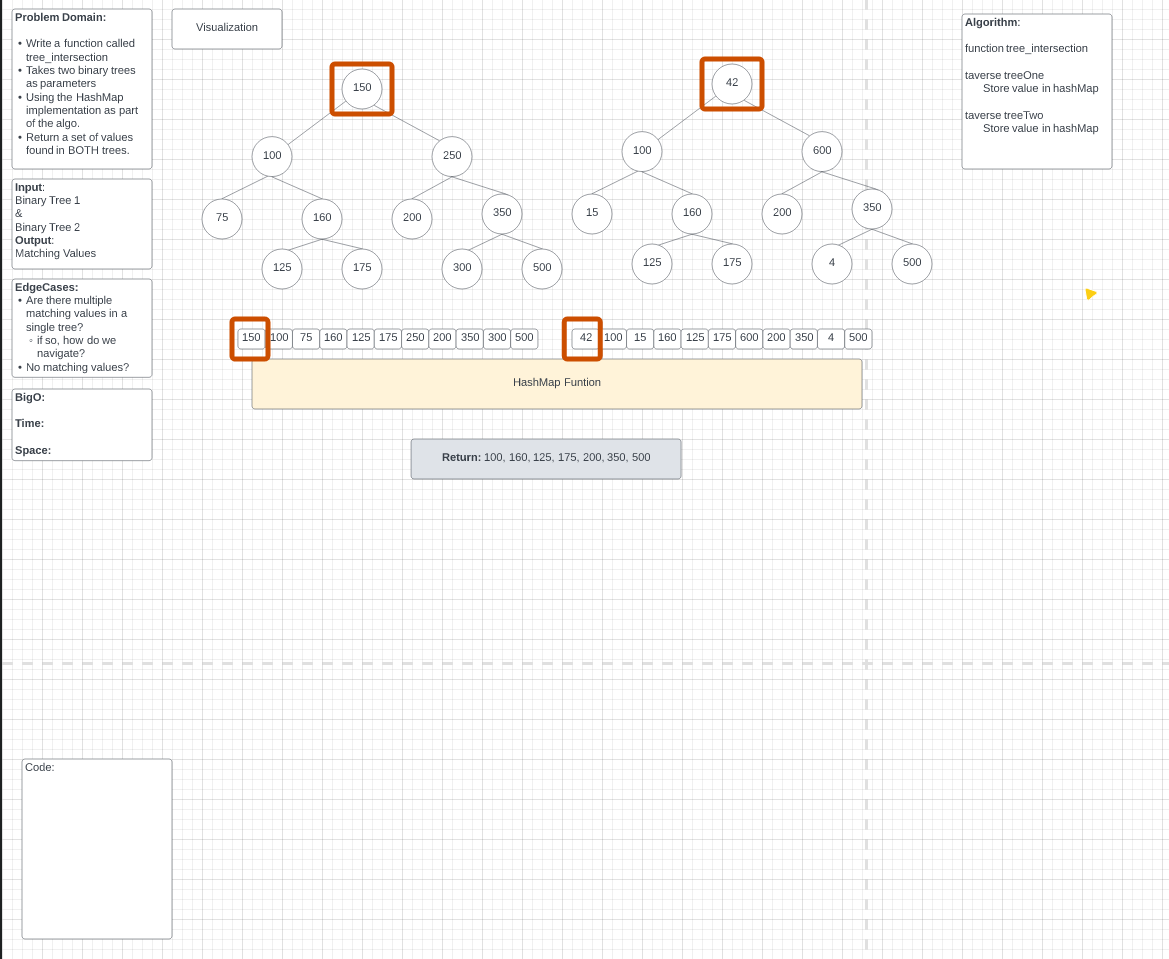 Problem Domain:
• Write a function called
tree_intersection
• Takes two binary trees
as parameters
• Using the HashMap
implementation as part
of the algo.
• Return a set of values
found in BOTH trees.
Input:
Binary Tree 1
&
Binary Tree 2
Output:
Matching Values
EdgeCases:
• Are there multiple
matching values in a
single tree?
◦ if so, how do we
navigate?
• No matching values?
BigO:
Time:
Space:
Visualization
150
100 250
75 160 200 350
125 175 300 500
42
100 600
15 160 200 350
125 175 4 500
150 100 75 160 125 175 250 200 350 300 500
42 100 15 160 125 175 600 200 350 4 500
HashMap Funtion
Return: 100, 160, 125, 175, 200, 350, 500
Algorithm:
function tree_intersection
taverse treeOne
Store value in hashMap
taverse treeTwo
Store value in hashMap
Code: